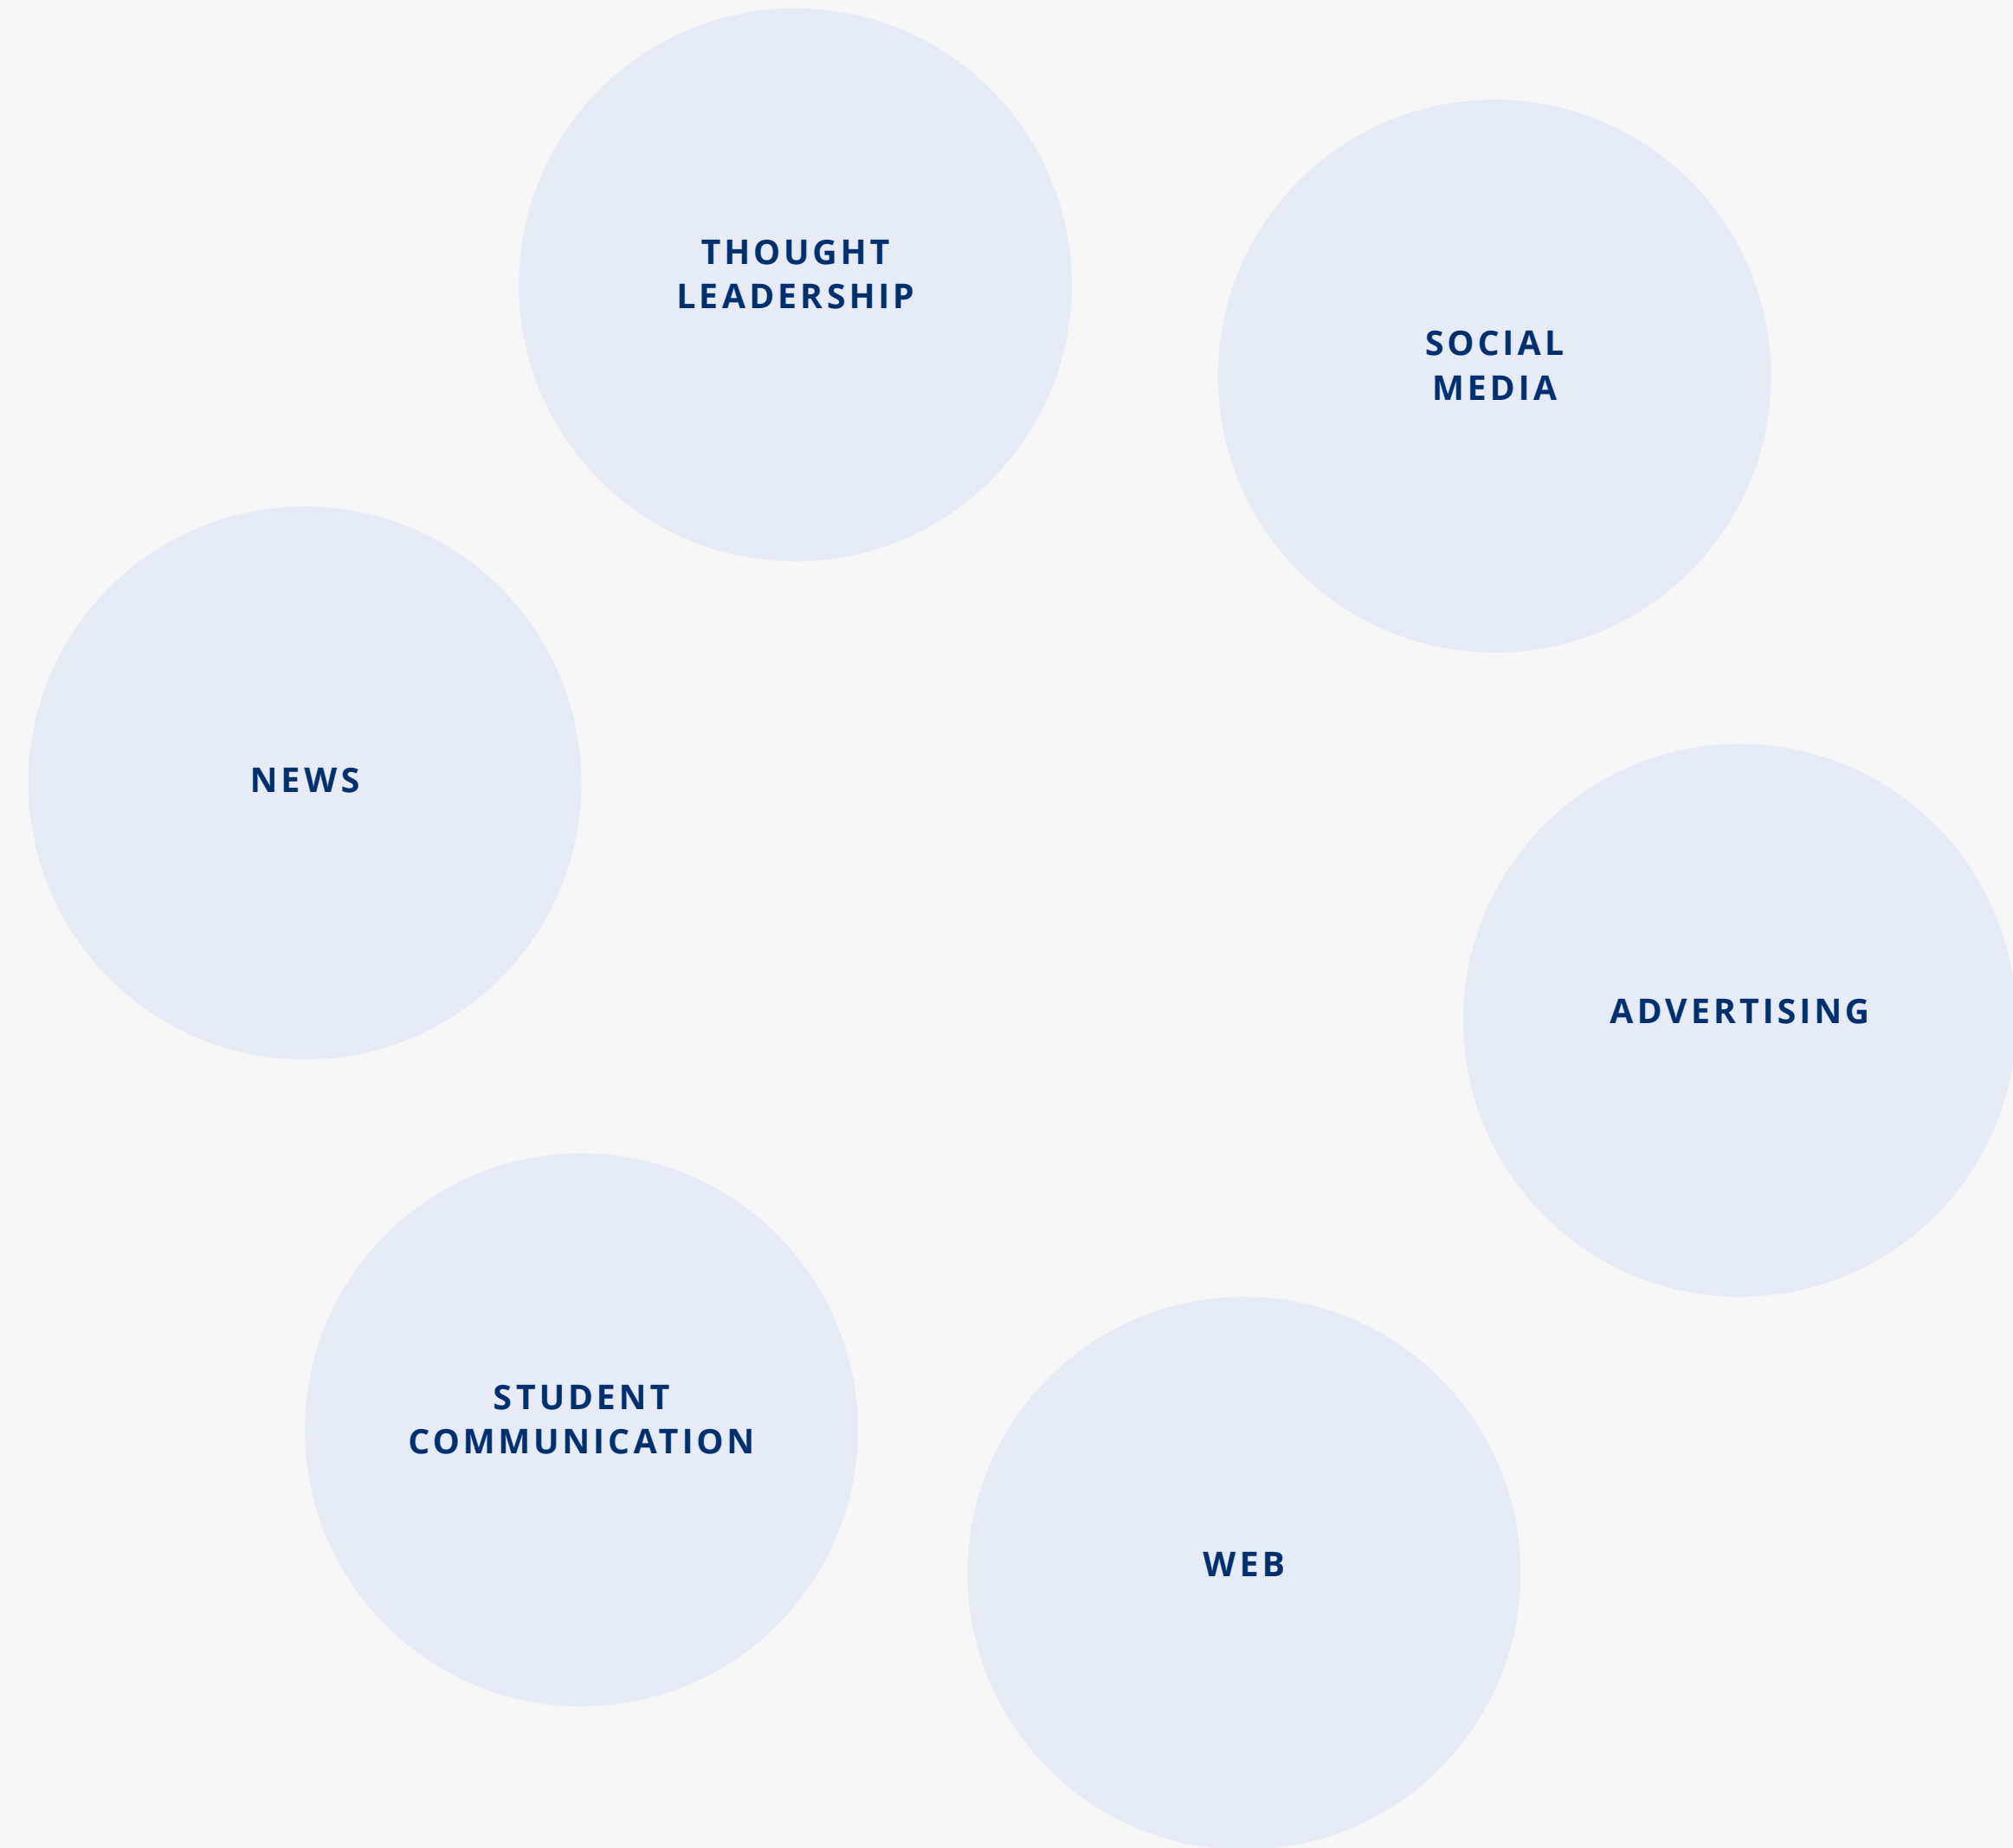 THOUGHT
LEADERSHIP
SOCIAL
MEDIA
NEWS
ADVERTISING
STUDENT
COMMUNICATION
WEB